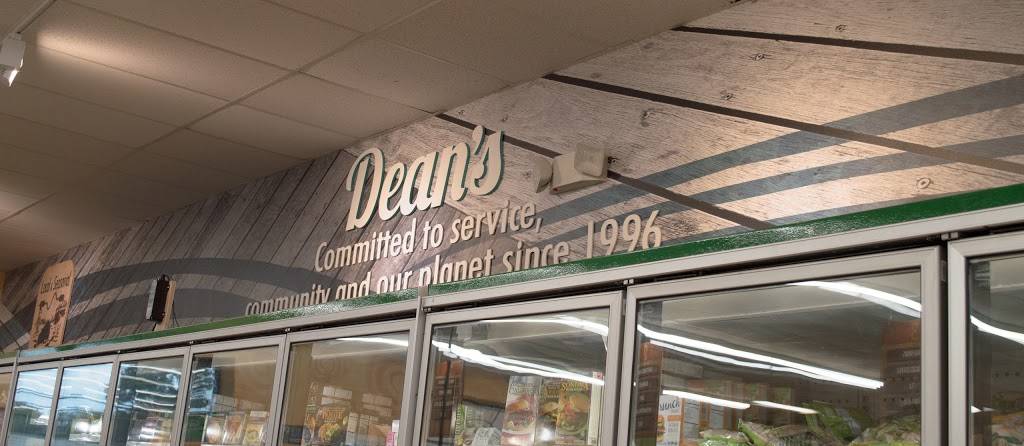 Dean's
Committed to service,
community and our planet since 1996